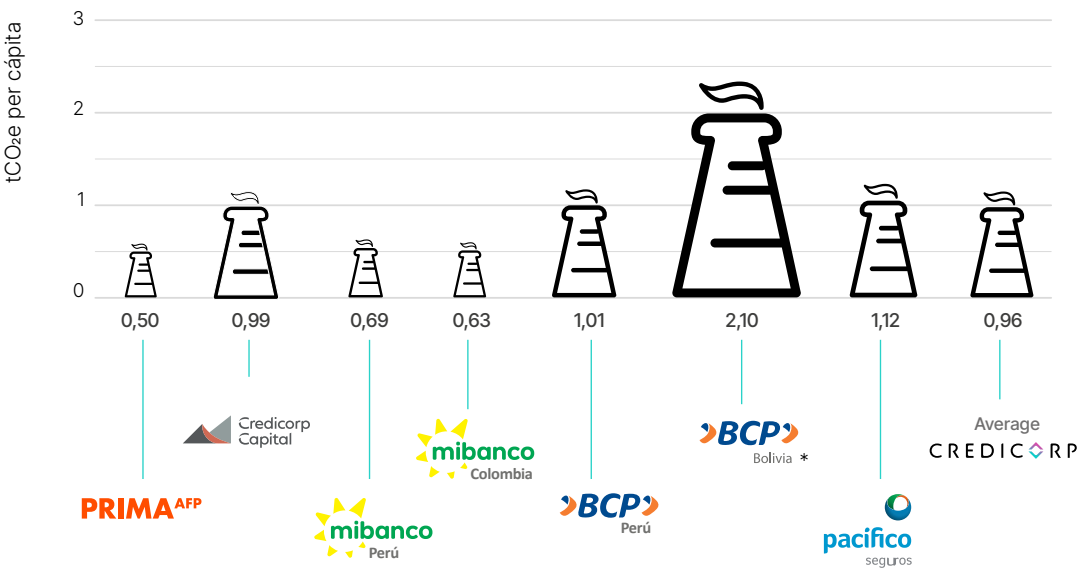 tCO₂e per cápita
3
2
1
0
0,50
0,99
0,69
0,63
1,01
2,10
1,12
0,96
Credicorp
Capital
mibanco
Colombia
BCP
Bolivia *
Average
CREDICORP
PRIMA AFP
mibanco
Perú
BCP
Perú
pacífico
seguros